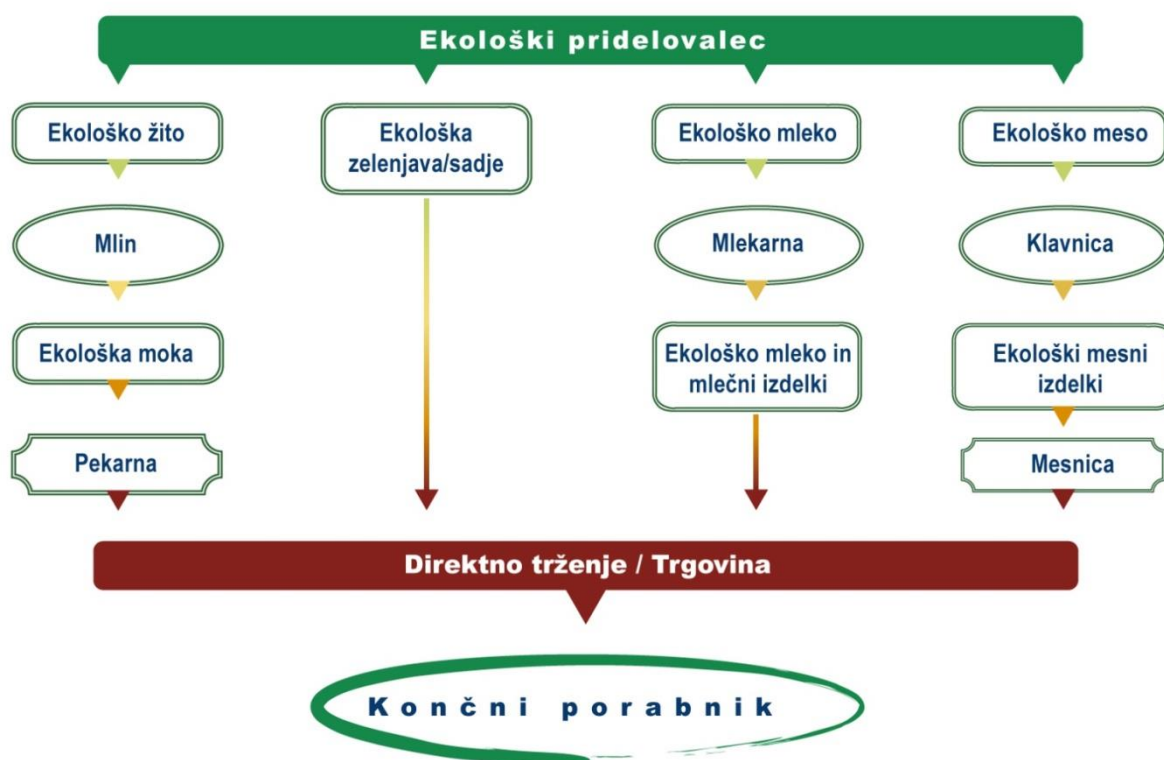 Ekološki pridelovalec
Ekološko žito
Ekološka
zelenjava/sadje
Ekološko mleko
Ekološko meso
Mlin
Mlekarna
Klavnica
Ekološka moka
Ekološko mleko in
mlečni izdelki
Ekološki mesni
izdelki
Pekarna
Mesnica
Direktno trženje / Trgovina
Končni porabnik